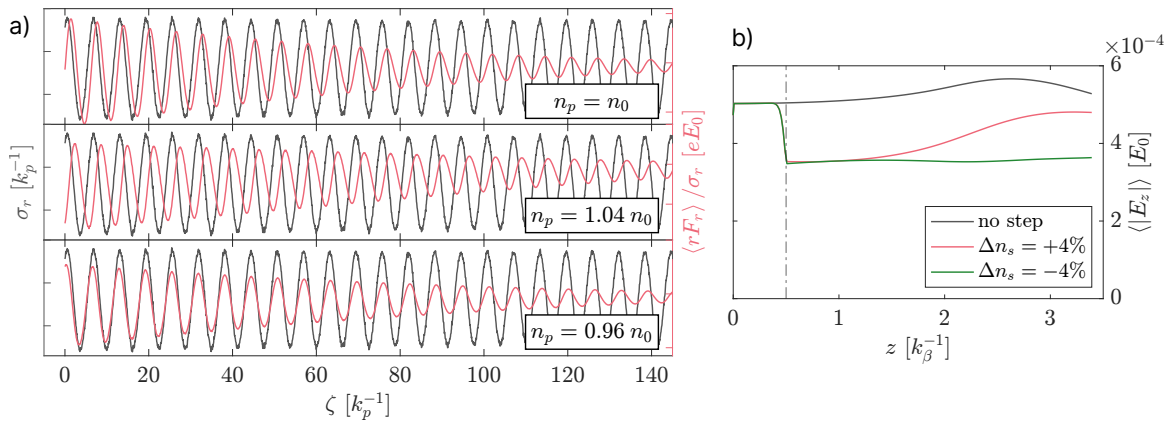 a)
n_p = n_0
n_p = 1.04 n_0
n_p = 0.96 n_0
σ_r [k_p^{-1}]
⟨rF_r⟩ /σ_r [eE_0]
0 20 40 60 80 100 120 140
ζ [k_p^{-1}]
b)
×10^{-4}
6
4
2
0
⟨|E_z|⟩ [E_0]
no step
Δn_s = +4%
Δn_s = −4%
0 1 2 3
z [k_β^{-1}]